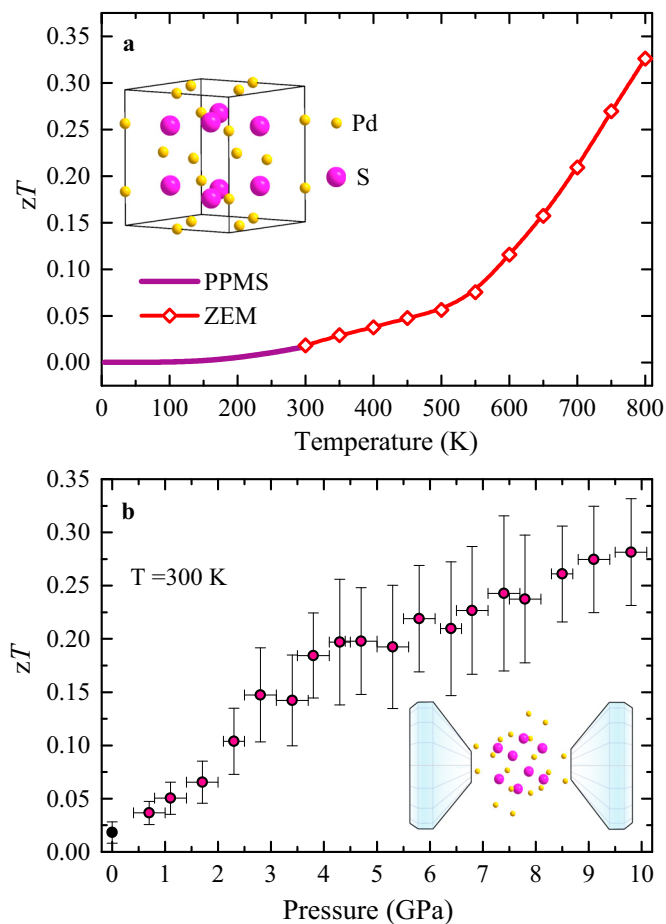 a
0.35
0.30
0.25
0.20
0.15
0.10
0.05
0.00
zT
Pd
S
PPMS
ZEM
0 100 200 300 400 500 600 700 800
Temperature (K)
b
0.35
0.30
0.25
0.20
0.15
0.10
0.05
0.00
zT
T =300 K
0 1 2 3 4 5 6 7 8 9 10
Pressure (GPa)